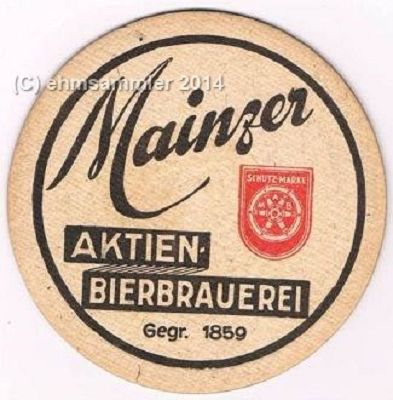 (C) ehmsammler 2014
Mainzer
SCHUTZ-MARKE
AKTIEN-
BIERBRAUEREI
Gegr. 1859